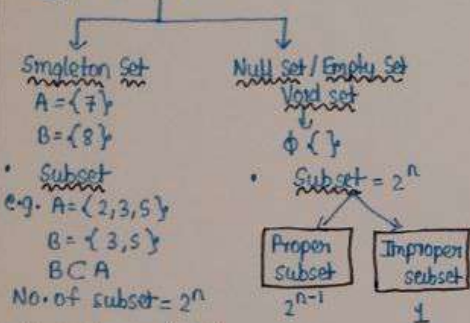 Singleton Set
A = {7}
B = {8}
• Subset
e.g. A = {2,3,5}
B = {3,5}
B⊂A
No. of subset = 2ⁿ
Null set / Empty Set
Void set
ϕ { }
• Subset = 2ⁿ
Proper subset
2ⁿ⁻¹
Improper subset
1